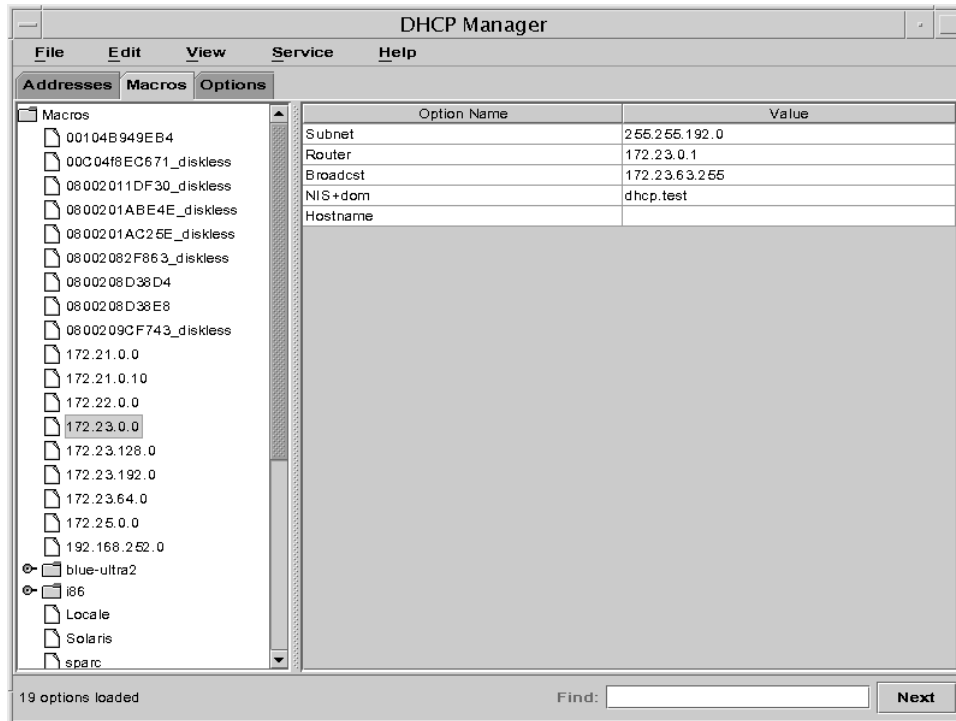 DHCP Manager
File Edit View Service Help
Addresses Macros Options
Macros
00104B949EB4
00C04f8EC671_diskless
08002011DF30_diskless
0800201ABE4E_diskless
0800201AC25E_diskless
08002082F863_diskless
0800208D38D4
0800208D38E8
0800209CF743_diskless
172.21.0.0
172.21.0.10
172.22.0.0
172.23.0.0
172.23.128.0
172.23.192.0
172.23.64.0
172.25.0.0
192.168.252.0
blue-ultra2
i86
Locale
Solaris
sparc
Option Name Value
Subnet 255.255.192.0
Router 172.23.0.1
Broadcst 172.23.63.255
NIS+dom dhcp.test
Hostname
19 options loaded
Find:
Next